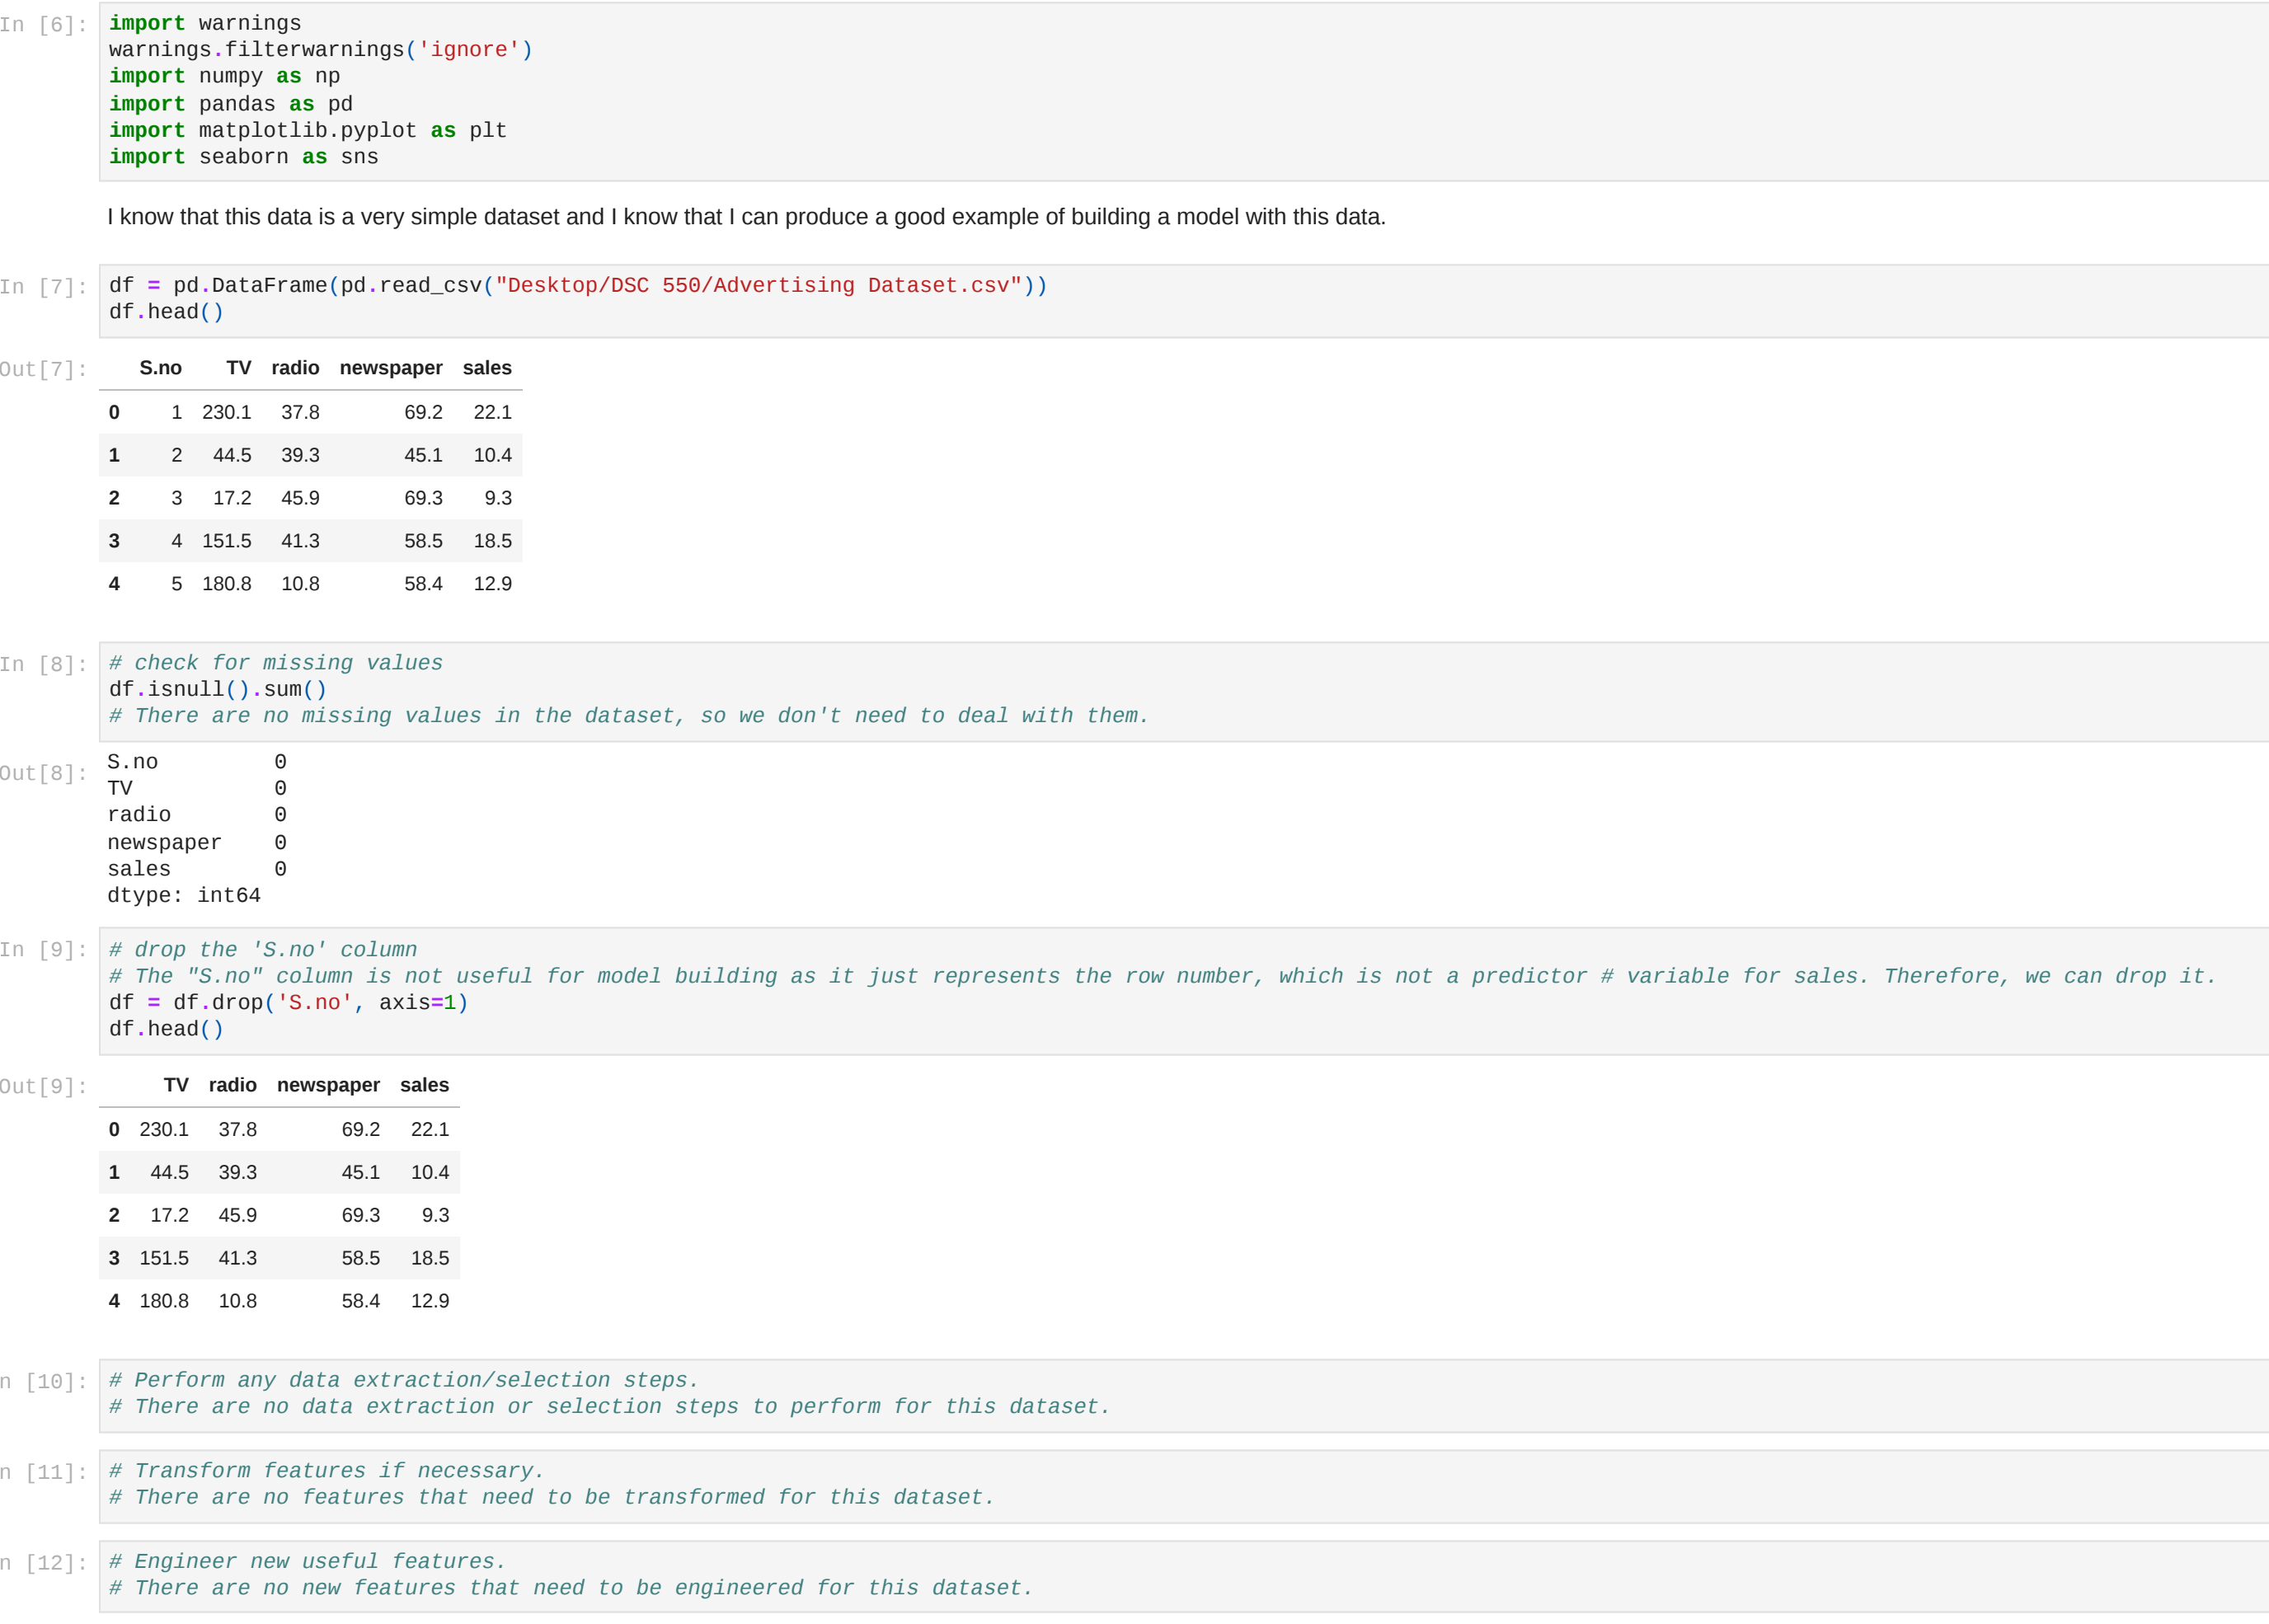 In [6]:
import warnings
warnings.filterwarnings('ignore')
import numpy as np
import pandas as pd
import matplotlib.pyplot as plt
import seaborn as sns
I know that this data is a very simple dataset and I know that I can produce a good example of building a model with this data.
In [7]:
df = pd.DataFrame(pd.read_csv("Desktop/DSC 550/Advertising Dataset.csv"))
df.head()
Out[7]:
S.no TV radio newspaper sales
0 1 230.1 37.8 69.2 22.1
1 2 44.5 39.3 45.1 10.4
2 3 17.2 45.9 69.3 9.3
3 4 151.5 41.3 58.5 18.5
4 5 180.8 10.8 58.4 12.9
In [8]:
# check for missing values
df.isnull().sum()
# There are no missing values in the dataset, so we don't need to deal with them.
Out[8]:
S.no 0
TV 0
radio 0
newspaper 0
sales 0
dtype: int64
In [9]:
# drop the 'S.no' column
# The "S.no" column is not useful for model building as it just represents the row number, which is not a predictor # variable for sales. Therefore, we can drop it.
df = df.drop('S.no', axis=1)
df.head()
Out[9]:
TV radio newspaper sales
0 230.1 37.8 69.2 22.1
1 44.5 39.3 45.1 10.4
2 17.2 45.9 69.3 9.3
3 151.5 41.3 58.5 18.5
4 180.8 10.8 58.4 12.9
n [10]:
# Perform any data extraction/selection steps.
# There are no data extraction or selection steps to perform for this dataset.
n [11]:
# Transform features if necessary.
# There are no features that need to be transformed for this dataset.
n [12]:
# Engineer new useful features.
# There are no new features that need to be engineered for this dataset.